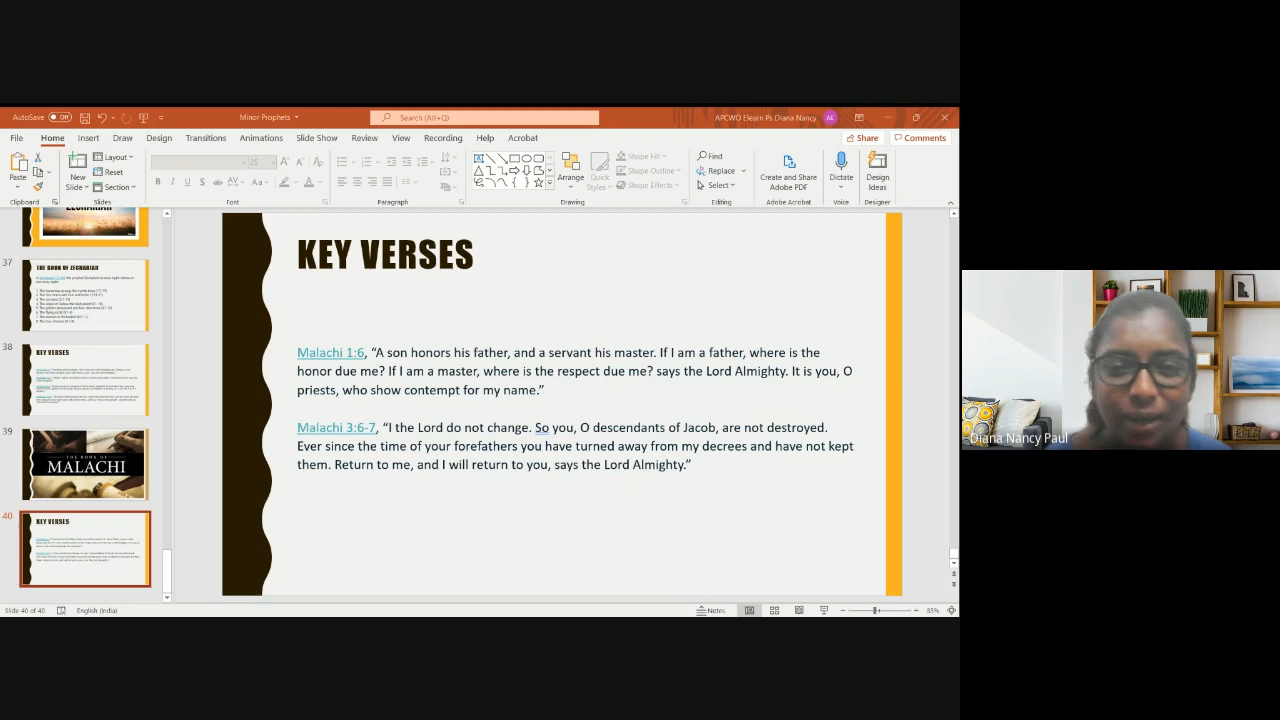 AutoSave Off
Minor Prophets
Search (Alt+Q)
APCWO Elearn Ps Diana Nancy
AE
File Home Insert Draw Design Transitions Animations Slide Show Review View Recording Help Acrobat
Share
Comments
Paste
New
Slide
Layout
Reset
Section
Arrange
Quick
Styles
Shape Fill
Shape Outline
Shape Effects
Find
Replace
Select
Create and Share
Adobe PDF
Dictate
Design
Ideas
Clipboard
Slides
Font
Paragraph
Drawing
Editing
Adobe Acrobat
Voice
Designer
37
THE BOOK OF ZECHARIAH
38
KEY VERSES
39
THE BOOK OF
MALACHI
40
KEY VERSES
KEY VERSES
Malachi 1:6, “A son honors his father, and a servant his master. If I am a father, where is the
honor due me? If I am a master, where is the respect due me? says the Lord Almighty. It is you, O
priests, who show contempt for my name.”
Malachi 3:6-7, “I the Lord do not change. So you, O descendants of Jacob, are not destroyed.
Ever since the time of your forefathers you have turned away from my decrees and have not kept
them. Return to me, and I will return to you, says the Lord Almighty.”
Diana Nancy Paul
Slide 40 of 40
English (India)
Notes
85%